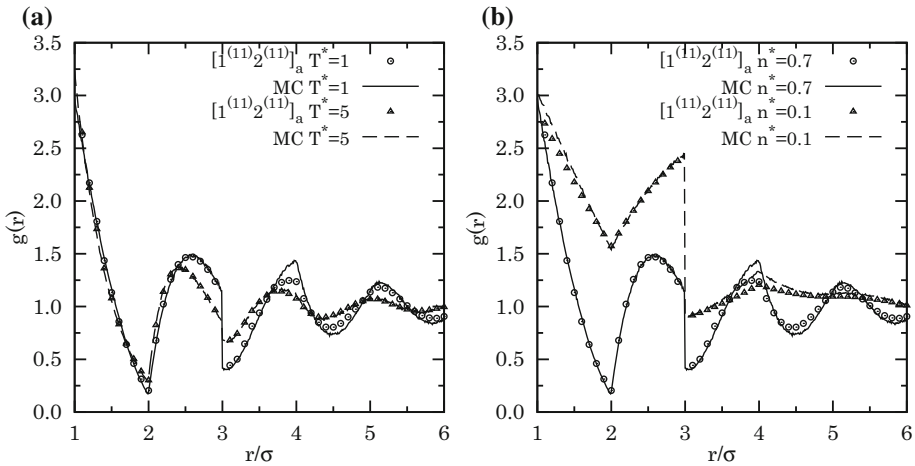 (a)
3.5
3.0
2.5
2.0
1.5
1.0
0.5
0.0
g(r)
1 2 3 4 5 6
r/σ
[1⁽¹¹⁾2⁽¹¹⁾]ₐ T*=1
MC T*=1
[1⁽¹¹⁾2⁽¹¹⁾]ₐ T*=5
MC T*=5
(b)
3.5
3.0
2.5
2.0
1.5
1.0
0.5
0.0
g(r)
1 2 3 4 5 6
r/σ
[1⁽¹¹⁾2⁽¹¹⁾]ₐ n*=0.7
MC n*=0.7
[1⁽¹¹⁾2⁽¹¹⁾]ₐ n*=0.1
MC n*=0.1